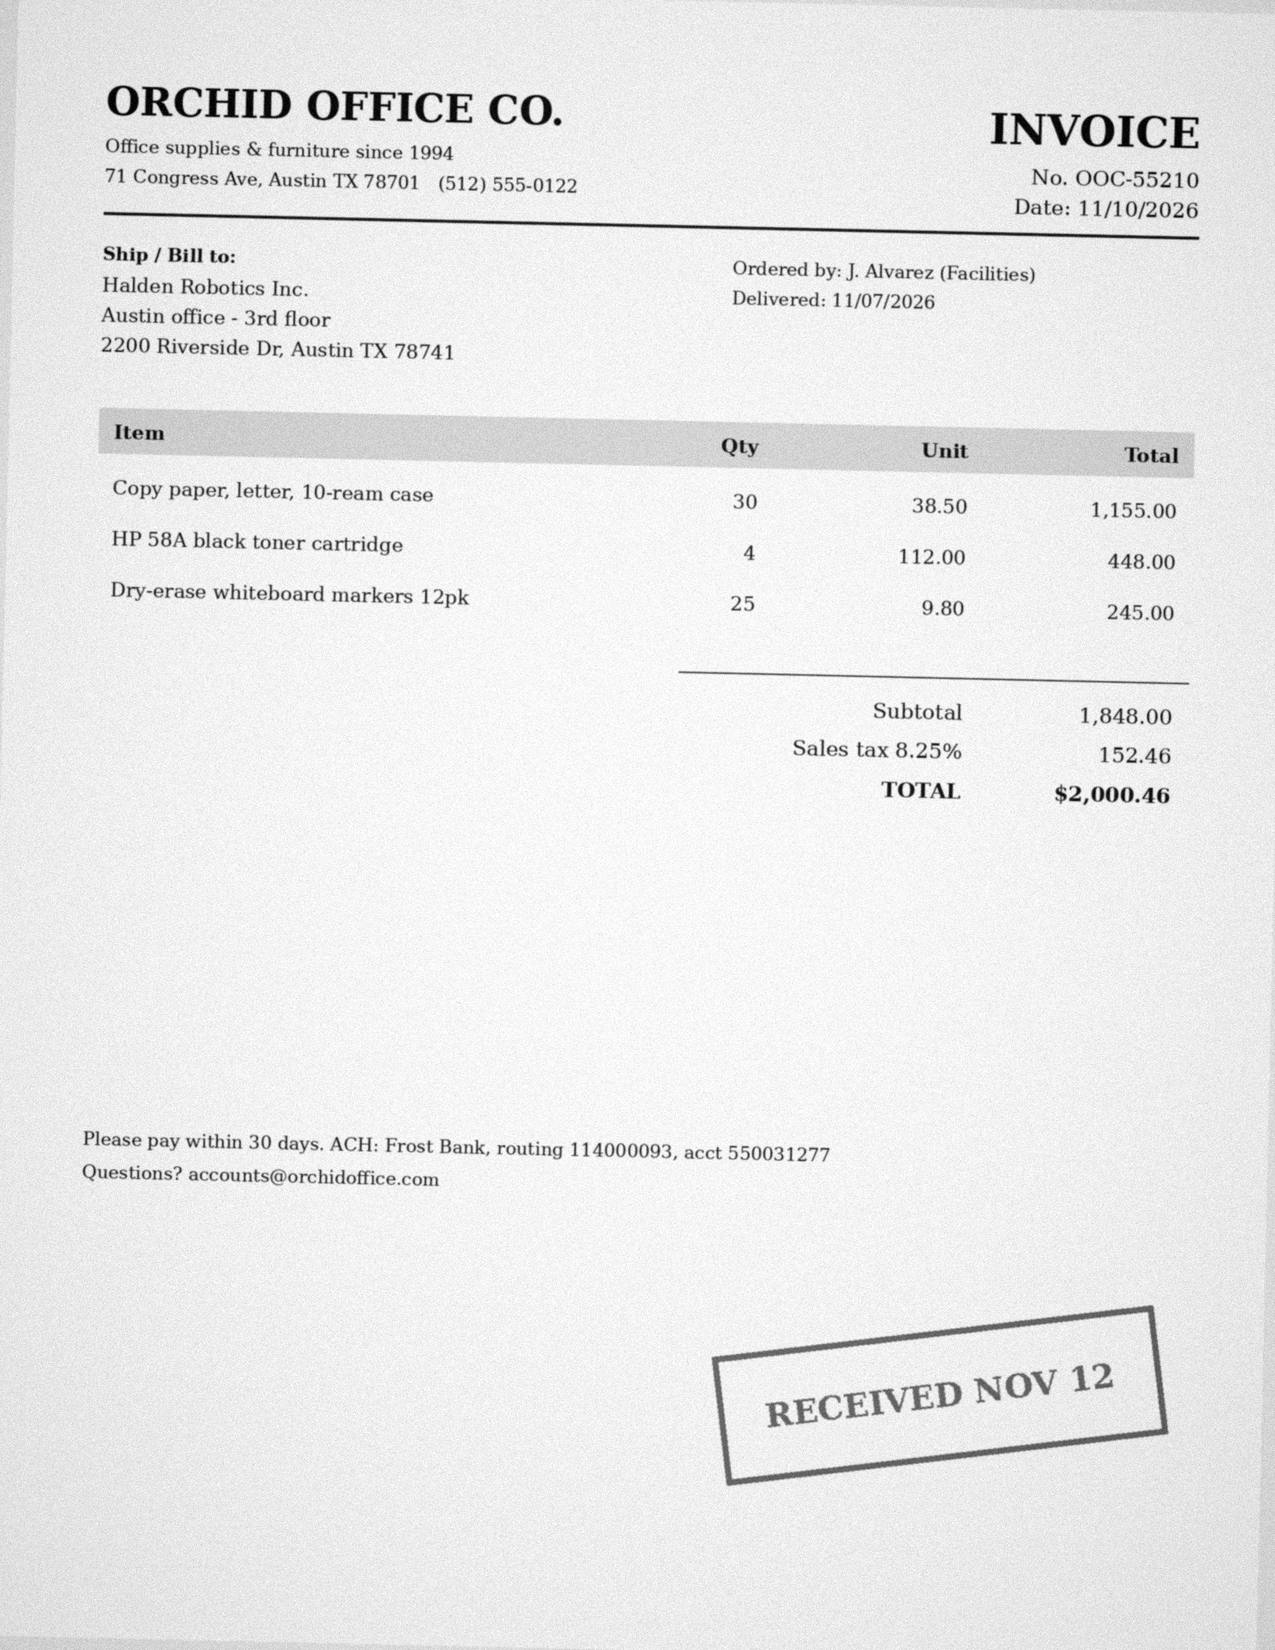 ORCHID OFFICE CO.
Office supplies & furniture since 1994
71 Congress Ave, Austin TX 78701 (512) 555-0122
INVOICE
No. OOC-55210
Date: 11/10/2026
Ship / Bill to:
Halden Robotics Inc.
Austin office - 3rd floor
2200 Riverside Dr, Austin TX 78741
Ordered by: J. Alvarez (Facilities)
Delivered: 11/07/2026
Item Qty Unit Total
Copy paper, letter, 10-ream case 30 38.50 1,155.00
HP 58A black toner cartridge 4 112.00 448.00
Dry-erase whiteboard markers 12pk 25 9.80 245.00
Subtotal 1,848.00
Sales tax 8.25% 152.46
TOTAL $2,000.46
Please pay within 30 days. ACH: Frost Bank, routing 114000093, acct 550031277
Questions? accounts@orchidoffice.com
RECEIVED NOV 12